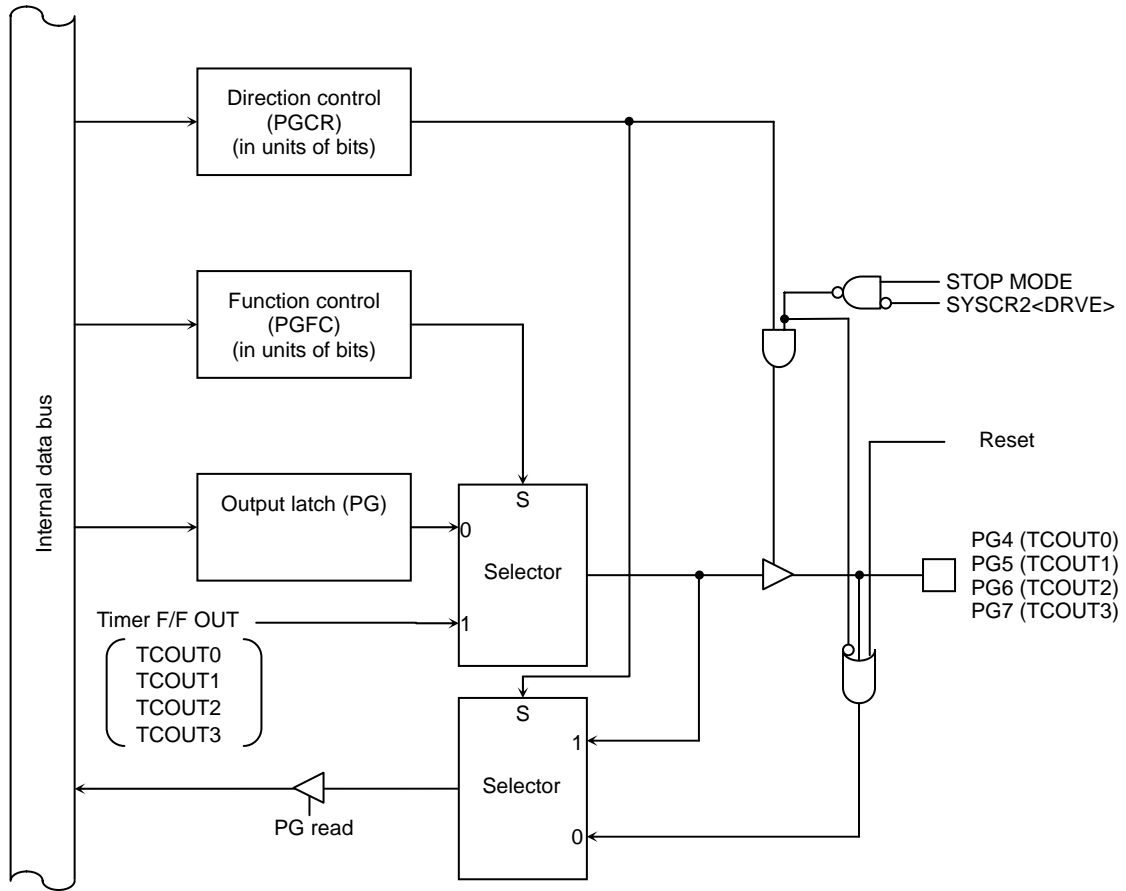 Internal data bus
Direction control
(PGCR)
(in units of bits)
STOP MODE
SYSCR2<DRVE>
Function control
(PGFC)
(in units of bits)
Reset
Output latch (PG)
S
0
Selector
1
PG4 (TCOUT0)
PG5 (TCOUT1)
PG6 (TCOUT2)
PG7 (TCOUT3)
Timer F/F OUT
TCOUT0
TCOUT1
TCOUT2
TCOUT3
S
1
Selector
0
PG read